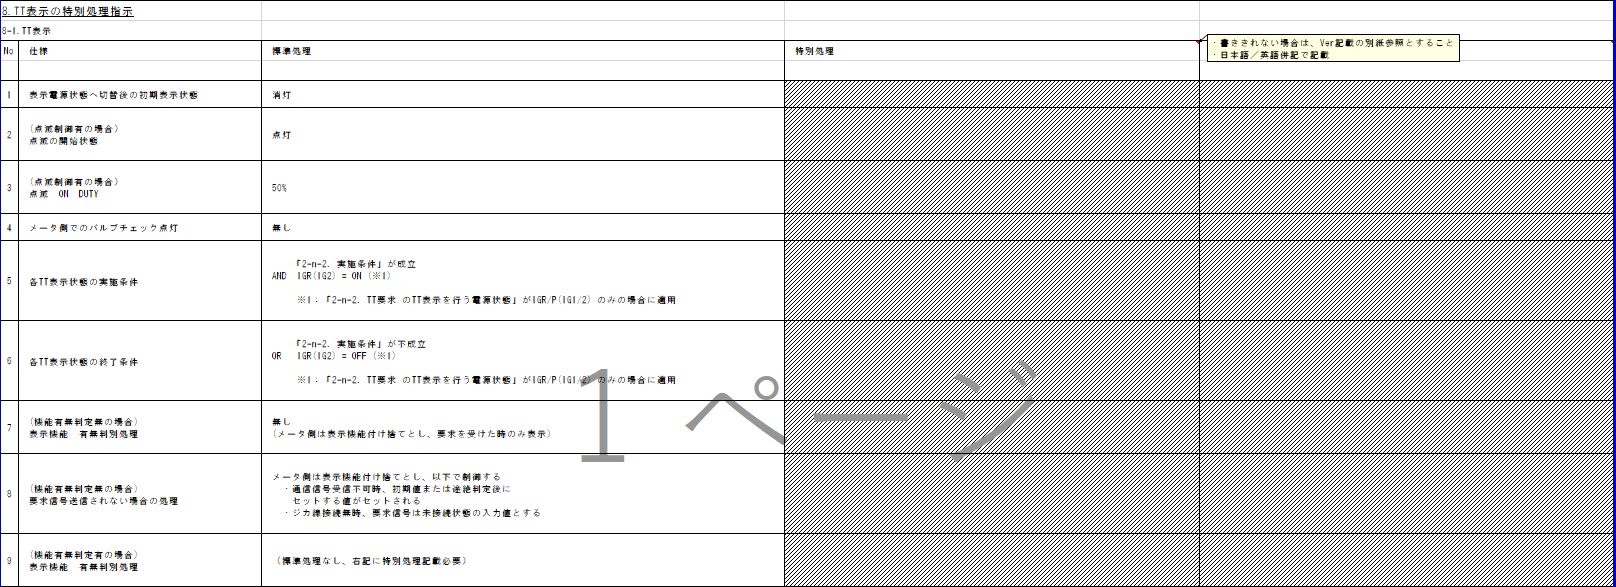 8.TT表示の特別処理指示
8-1.TT表示
No 仕様 標準処理 特別処理
・書ききれない場合は、Ver記載の別紙参照とすること
・日本語／英語併記で記載
1 表示電源状態へ切替後の初期表示状態 消灯
2 (点滅制御有の場合)
点滅の開始状態
点灯
3 (点滅制御有の場合)
点滅 ON DUTY
50%
4 メータ側でのバルブチェック点灯 無し
5 各TT表示状態の実施条件
「2-n-2. 実施条件」が成立
AND IGR(IG2) = ON (※1)
※1：「2-n-2. TT要求 のTT表示を行う電源状態」がIGR/P(IG1/2) のみの場合に適用
6 各TT表示状態の終了条件
「2-n-2. 実施条件」が不成立
OR IGR(IG2) = OFF (※1)
※1：「2-n-2. TT要求 のTT表示を行う電源状態」がIGR/P(IG1/2) のみの場合に適用
7 (機能有無判定無の場合)
表示機能 有無判別処理
無し
(メータ側は表示機能付け捨てとし、要求を受けた時のみ表示)
8 (機能有無判定無の場合)
要求信号送信されない場合の処理
メータ側は表示機能付け捨てとし、以下で制御する
・通信信号受信不可時、初期値または途絶判定後に
セットする値がセットされる
・ジカ線接続無時、要求信号は未接続状態の入力値とする
9 (機能有無判定有の場合)
表示機能 有無判別処理
(標準処理なし、右記に特別処理記載必要)
1 ページ